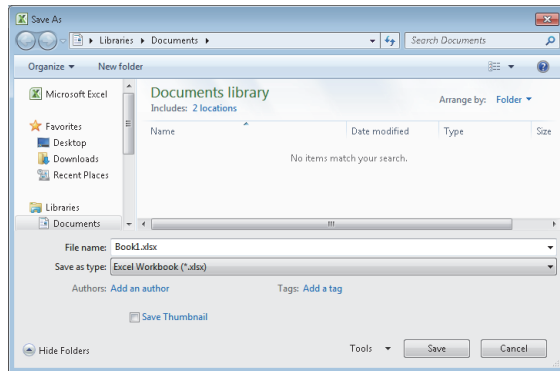 Save As
Libraries Documents
Search Documents
Organize New folder
Microsoft Excel
Favorites
Desktop
Downloads
Recent Places
Libraries
Documents
Documents library
Includes: 2 locations
Arrange by: Folder
Name Date modified Type Size
No items match your search.
File name: Book1.xlsx
Save as type: Excel Workbook (*.xlsx)
Authors: Add an author Tags: Add a tag
Save Thumbnail
Hide Folders Tools Save Cancel